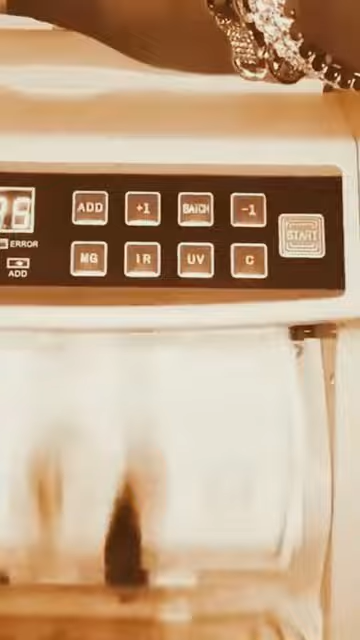 ADD +1 BATCH -1
START
ERROR
ADD
MG IR UV C